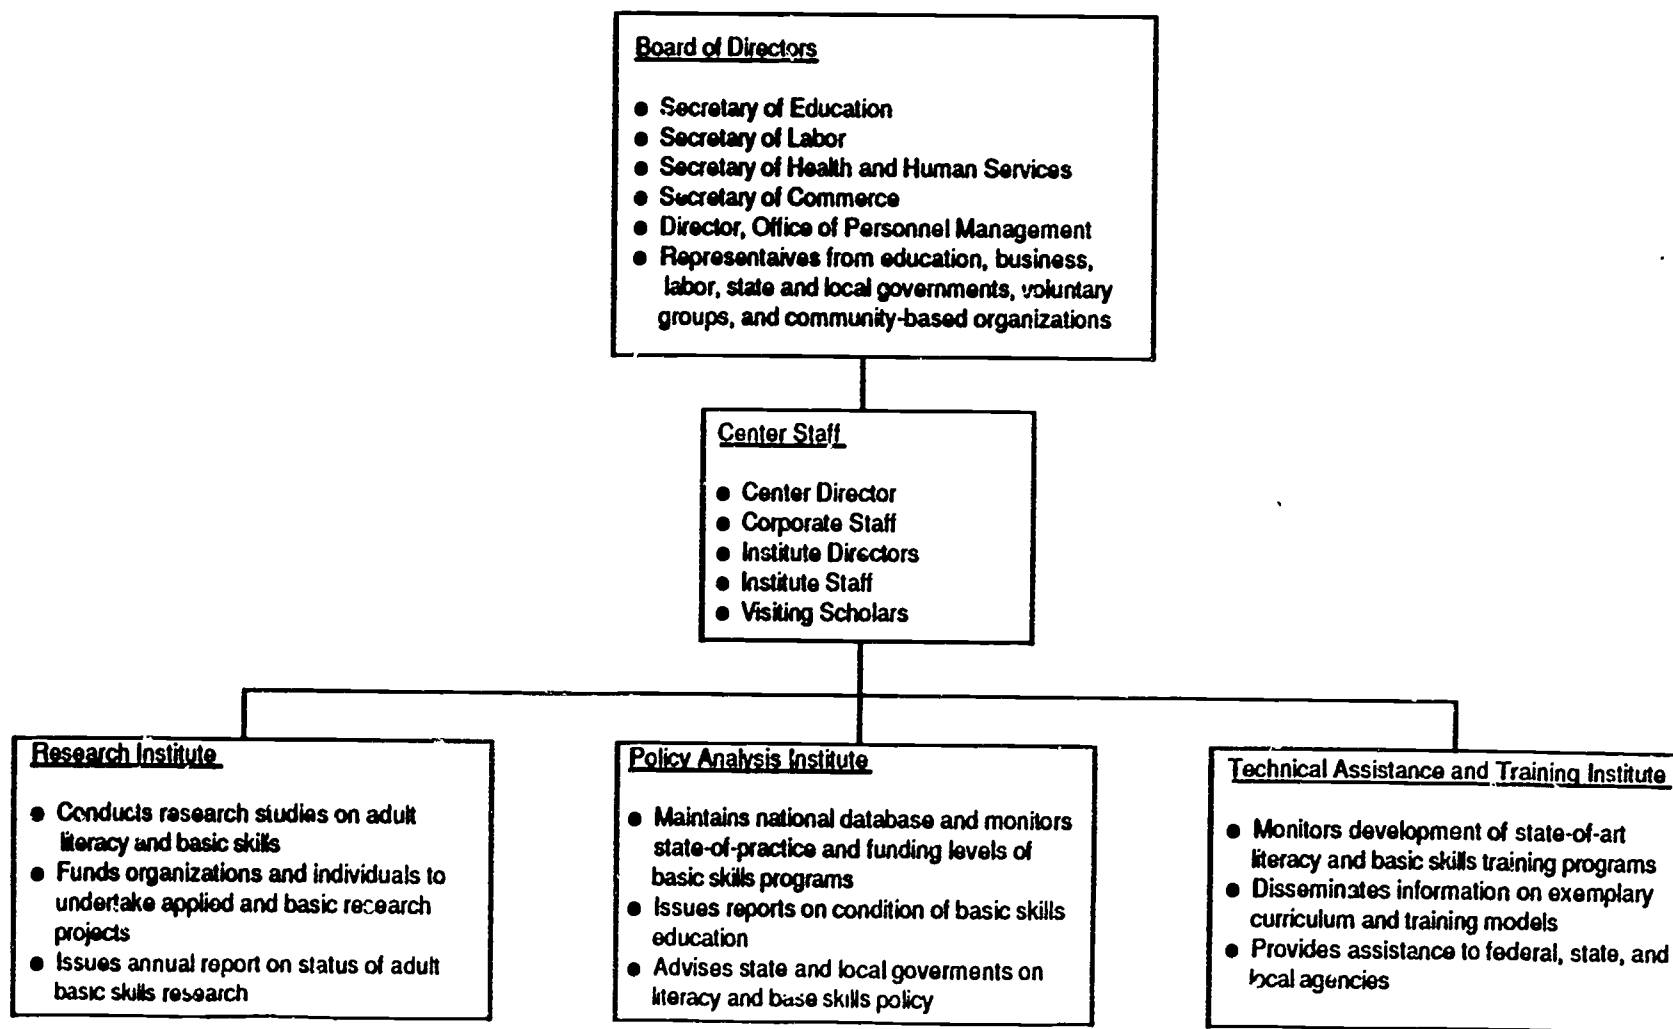 Board of Directors
● Secretary of Education
● Secretary of Labor
● Secretary of Health and Human Services
● Secretary of Commerce
● Director, Office of Personnel Management
● Representaives from education, business,
labor, state and local governments, voluntary
groups, and community-based organizations
Center Staff
● Center Director
● Corporate Staff
● Institute Directors
● Institute Staff
● Visiting Scholars
Research Institute
● Conducts research studies on adult
literacy and basic skills
● Funds organizations and individuals to
undertake applied and basic research
projects
● Issues annual report on status of adult
basic skills research
Policy Analysis Institute
● Maintains national database and monitors
state-of-practice and funding levels of
basic skills programs
● Issues reports on condition of basic skills
education
● Advises state and local goverments on
literacy and base skills policy
Technical Assistance and Training Institute
● Monitors development of state-of-art
literacy and basic skills training programs
● Disseminates information on exemplary
curriculum and training models
● Provides assistance to federal, state, and
local agencies